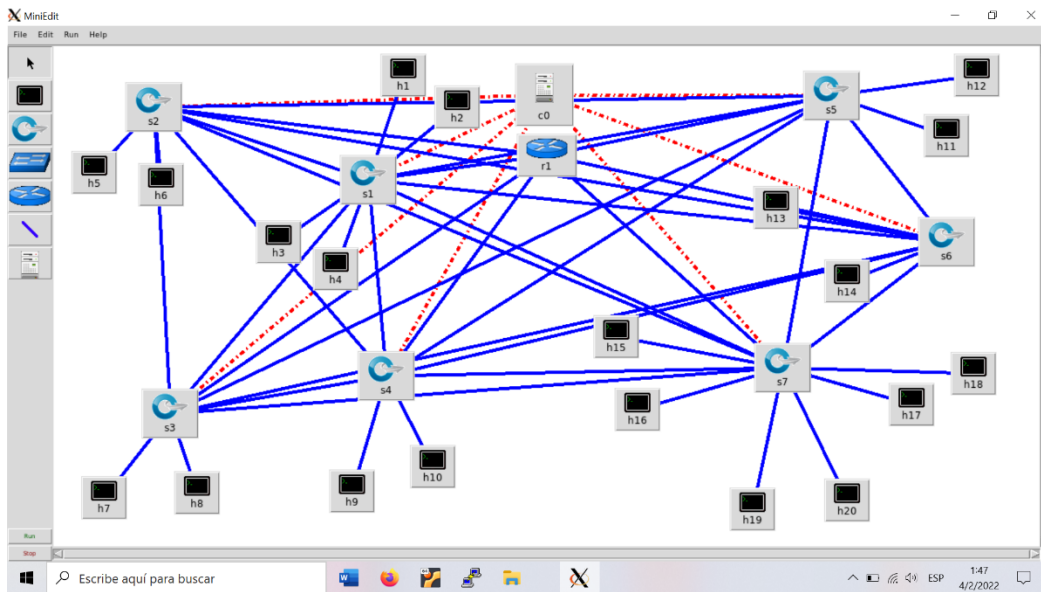 MiniEdit
File Edit Run Help
h1
h12
s2
h2
c0
s5
h11
h5
h6
s1
r1
h13
h3
h4
s6
h14
h15
s4
s7
h18
s3
h16
h17
h10
h7
h8
h9
h19
h20
Run
Stop
Escribe aquí para buscar
ESP
1:47
4/2/2022